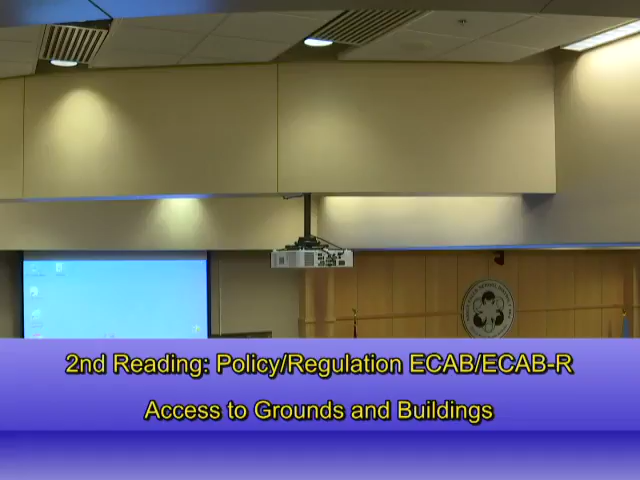 2nd Reading: Policy/Regulation ECAB/ECAB-R
Access to Grounds and Buildings